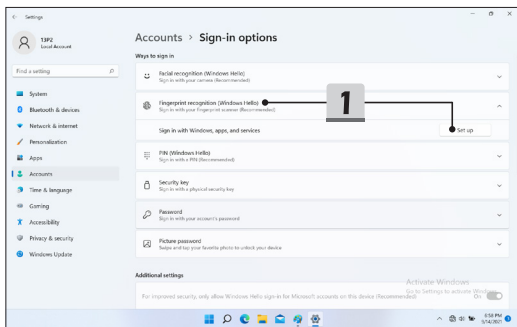 Settings
13P2
Local Account
Find a setting
System
Bluetooth & devices
Network & internet
Personalization
Apps
Accounts
Time & language
Gaming
Accessibility
Privacy & security
Windows Update
Accounts > Sign-in options
Ways to sign in
Facial recognition (Windows Hello)
Sign in with your camera (Recommended)
Fingerprint recognition (Windows Hello)
Sign in with your fingerprint scanner (Recommended)
1
Sign in with Windows, apps, and services
Set up
PIN (Windows Hello)
Sign in with a PIN (Recommended)
Security key
Sign in with a physical security key
Password
Sign in with your account's password
Picture password
Swipe and tap your favorite photo to unlock your device
Additional settings
Activate Windows
Go to Settings to activate Windows.
For improved security, only allow Windows Hello sign-in for Microsoft accounts on this device (Recommended)
On
6:58 PM
9/14/2021